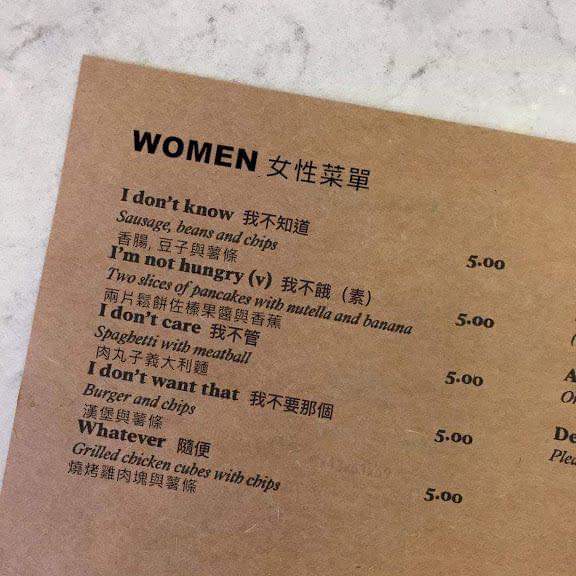 WOMEN 女性菜單
I don't know 我不知道
Sausage, beans and chips
香腸, 豆子與薯條
5.00
I'm not hungry (v) 我不餓（素）
Two slices of pancakes with nutella and banana
兩片鬆餅佐榛果醬與香蕉
5.00
I don't care 我不管
Spaghetti with meatball
肉丸子義大利麵
5.00
I don't want that 我不要那個
Burger and chips
漢堡與薯條
5.00
Whatever 隨便
Grilled chicken cubes with chips
燒烤雞肉塊與薯條
5.00